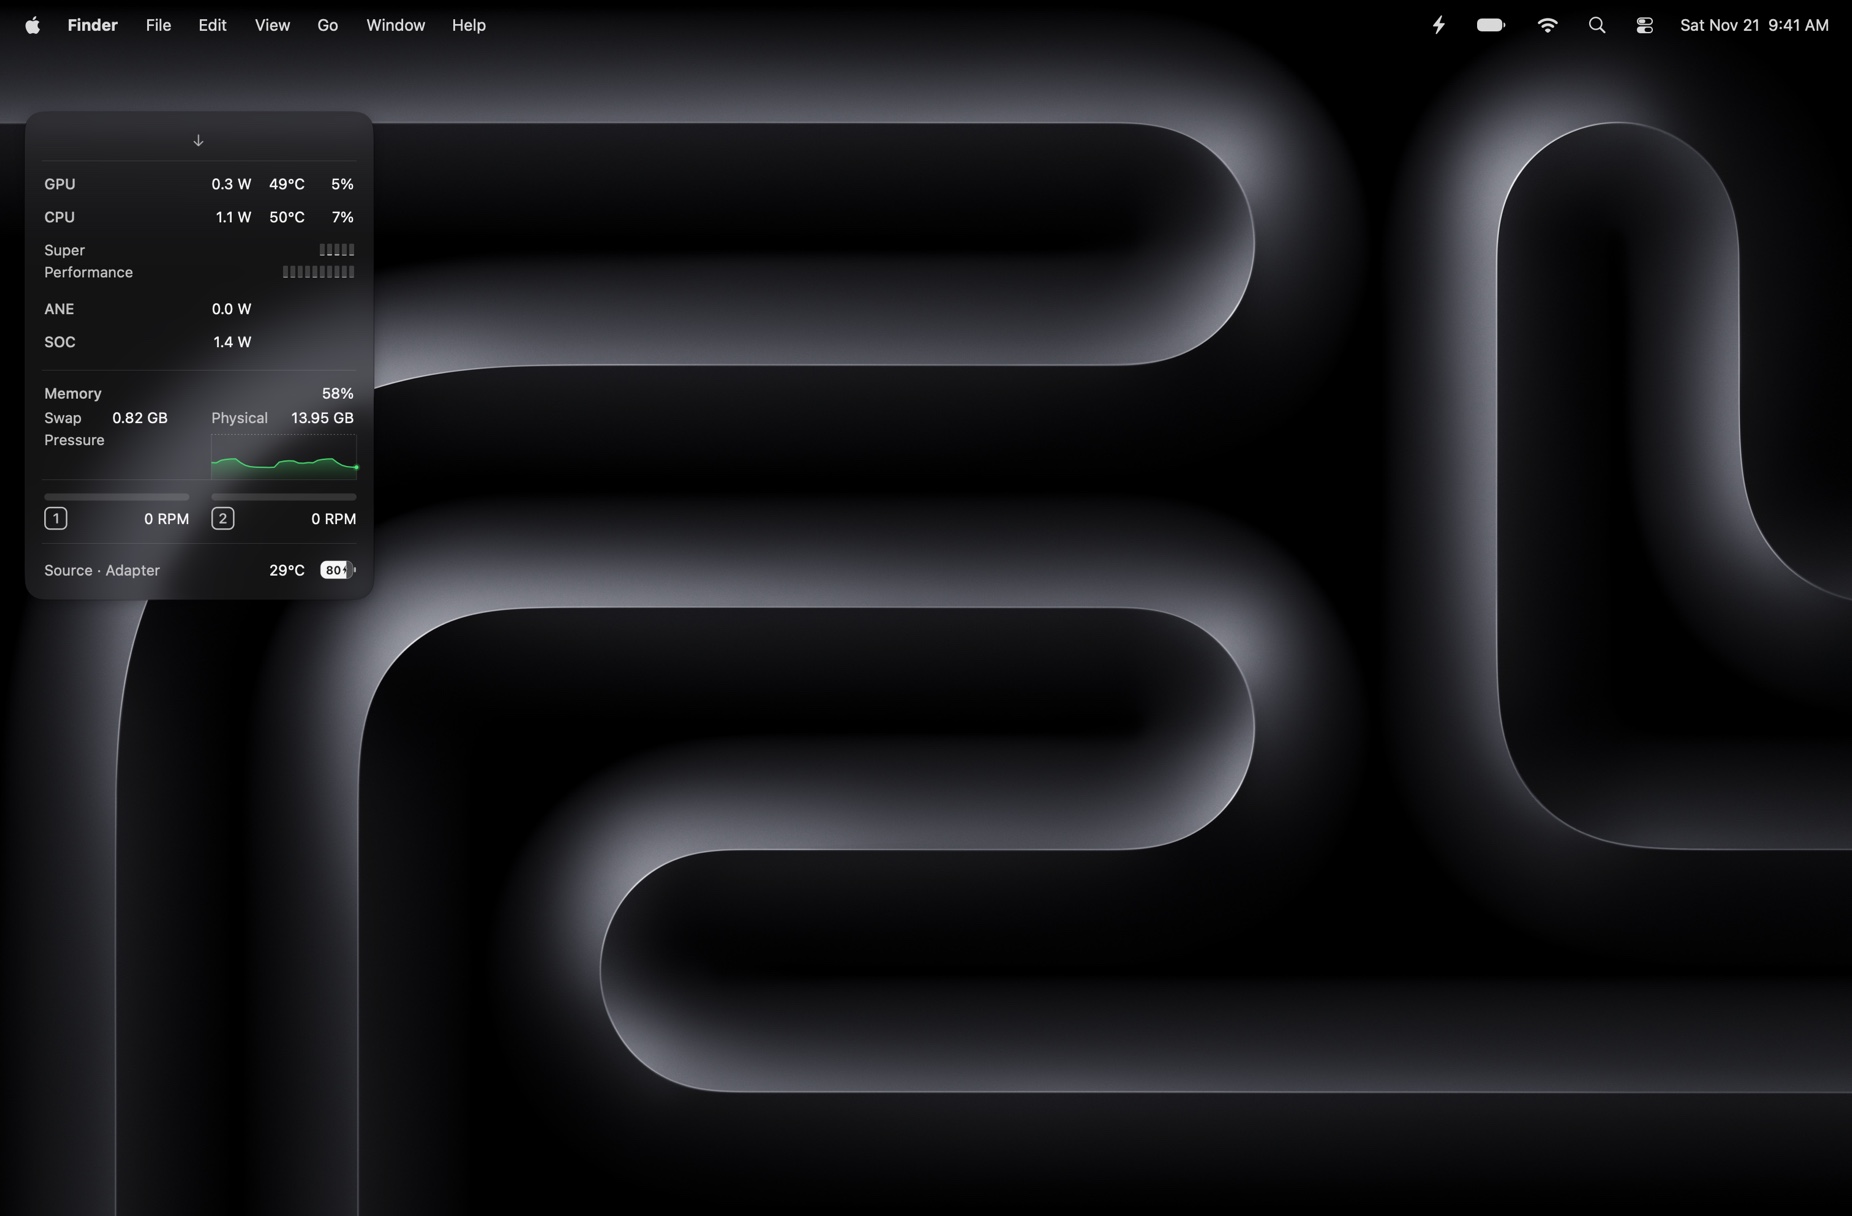 Finder File Edit View Go Window Help Sat Nov 21 9:41 AM
GPU 0.3 W 49°C 5%
CPU 1.1 W 50°C 7%
Super
Performance
ANE 0.0 W
SOC 1.4 W
Memory 58%
Swap 0.82 GB Physical 13.95 GB
Pressure
1 0 RPM 2 0 RPM
Source · Adapter 29°C 80